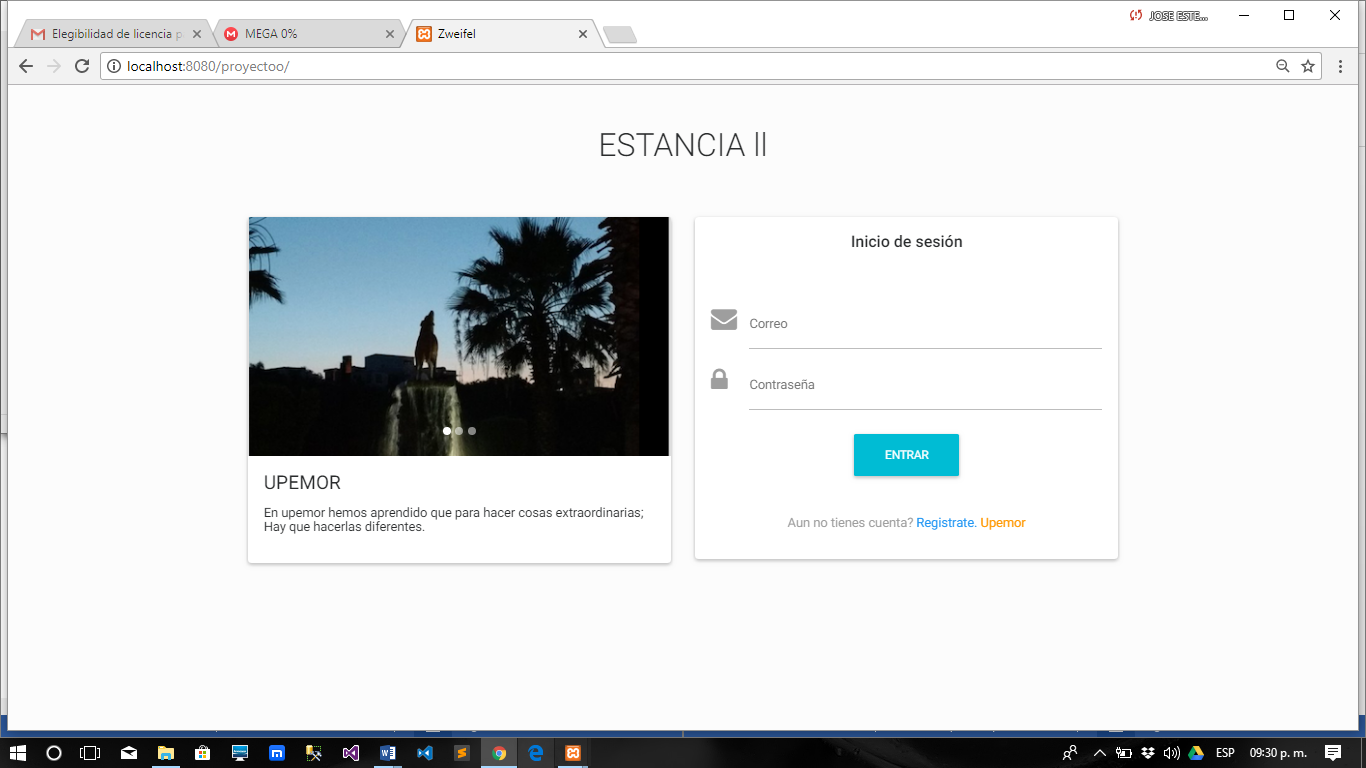 JOSE ESTE...
Elegibilidad de licencia p
MEGA 0%
Zweifel
localhost:8080/proyectoo/
ESTANCIA ll
UPEMOR
En upemor hemos aprendido que para hacer cosas extraordinarias;
Hay que hacerlas diferentes.
Inicio de sesión
Correo
Contraseña
ENTRAR
Aun no tienes cuenta? Registrate. Upemor
ESP
09:30 p. m.